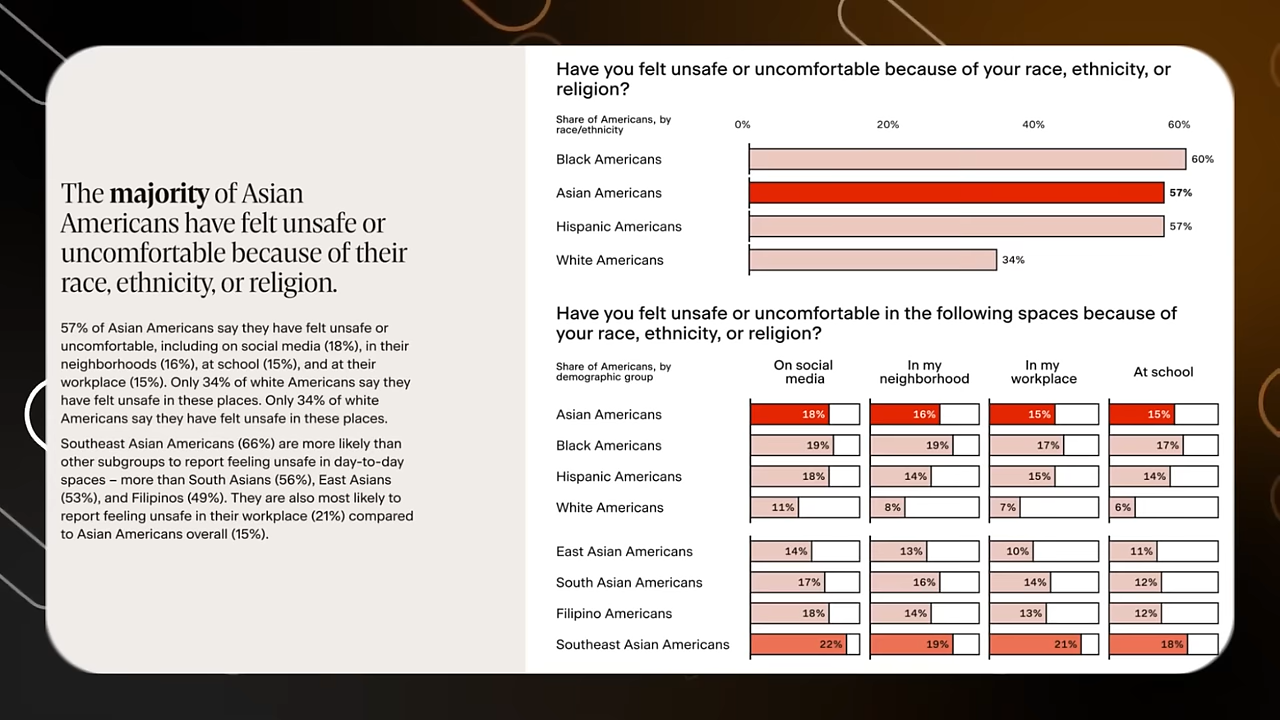 The majority of Asian
Americans have felt unsafe or
uncomfortable because of their
race, ethnicity, or religion.
57% of Asian Americans say they have felt unsafe or
uncomfortable, including on social media (18%), in their
neighborhoods (16%), at school (15%), and at their
workplace (15%). Only 34% of white Americans say they
have felt unsafe in these places. Only 34% of white
Americans say they have felt unsafe in these places.
Southeast Asian Americans (66%) are more likely than
other subgroups to report feeling unsafe in day-to-day
spaces – more than South Asians (56%), East Asians
(53%), and Filipinos (49%). They are also most likely to
report feeling unsafe in their workplace (21%) compared
to Asian Americans overall (15%).
Have you felt unsafe or uncomfortable because of your race, ethnicity, or
religion?
Share of Americans, by
race/ethnicity
0% 20% 40% 60%
Black Americans 60%
Asian Americans 57%
Hispanic Americans 57%
White Americans 34%
Have you felt unsafe or uncomfortable in the following spaces because of
your race, ethnicity, or religion?
Share of Americans, by
demographic group
On social
media
In my
neighborhood
In my
workplace
At school
Asian Americans 18% 16% 15% 15%
Black Americans 19% 19% 17% 17%
Hispanic Americans 18% 14% 15% 14%
White Americans 11% 8% 7% 6%
East Asian Americans 14% 13% 10% 11%
South Asian Americans 17% 16% 14% 12%
Filipino Americans 18% 14% 13% 12%
Southeast Asian Americans 22% 19% 21% 18%